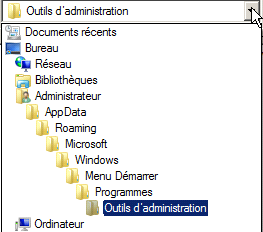 Outils d'administration
Documents récents
Bureau
Réseau
Bibliothèques
Administrateur
AppData
Roaming
Microsoft
Windows
Menu Démarrer
Programmes
Outils d'administration
Ordinateur